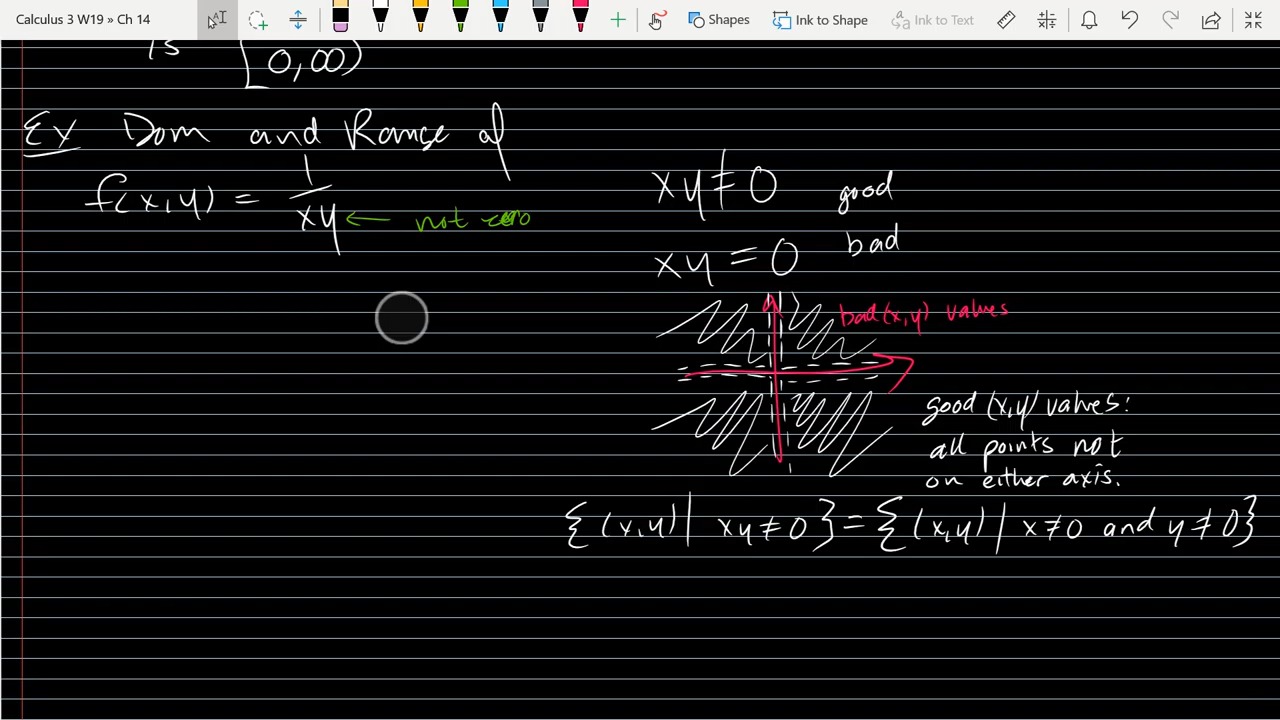 Calculus 3 W19 » Ch 14
Shapes
Ink to Shape
Ink to Text
is [0,∞)
Ex Dom and Range of
f(x,y) = 1/xy ← not zero
xy ≠ 0 good
xy = 0 bad
bad (x,y) values
good (x,y) values:
all points not
on either axis.
{(x,y) | xy ≠ 0} = {(x,y) | x ≠ 0 and y ≠ 0}